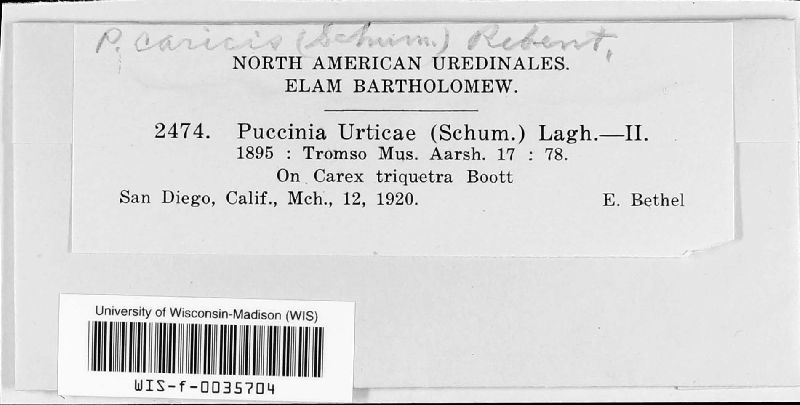 P. caricis (Schum.) Rebent.
NORTH AMERICAN UREDINALES.
ELAM BARTHOLOMEW.
2474. Puccinia Urticae (Schum.) Lagh.—II.
1895 : Tromso Mus. Aarsh. 17 : 78.
On Carex triquetra Boott
San Diego, Calif., Mch., 12, 1920. E. Bethel
University of Wisconsin-Madison (WIS)
WIS-f-0035704